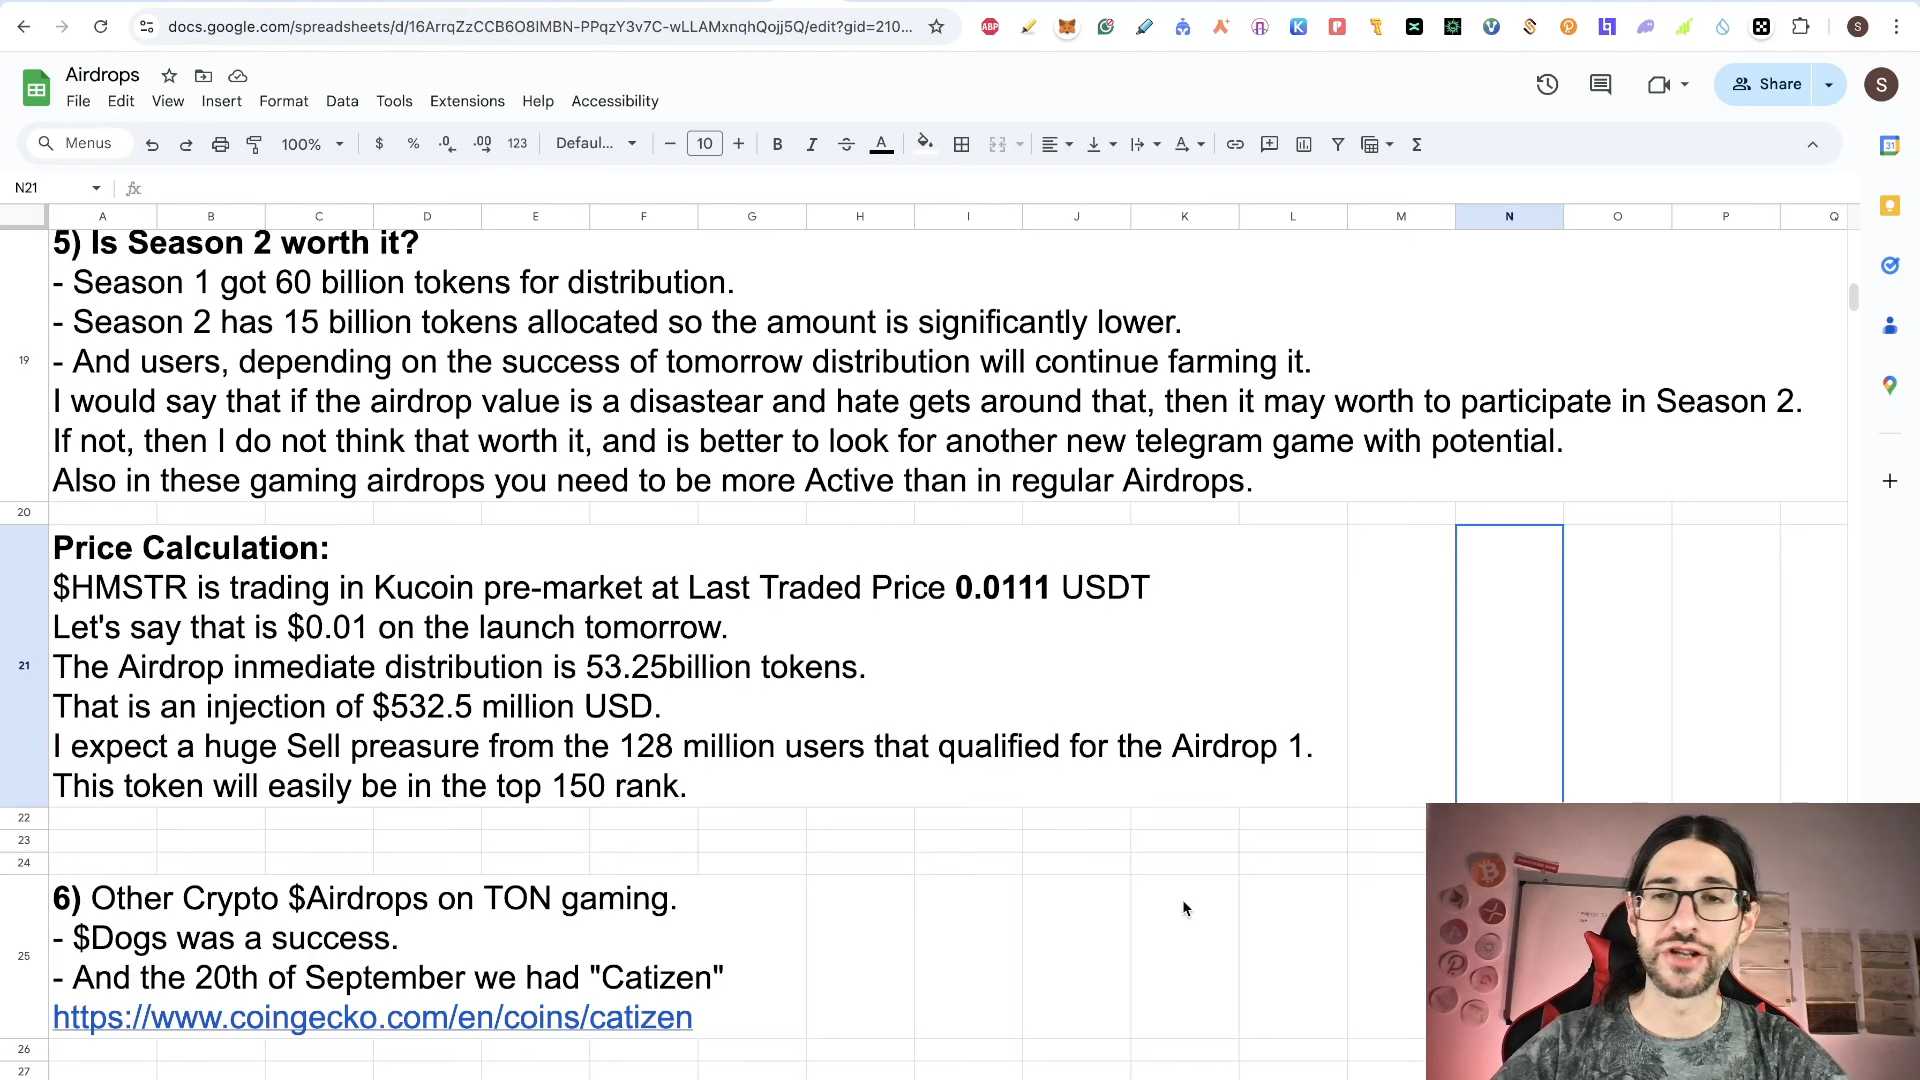 docs.google.com/spreadsheets/d/16ArrqZzCCB6O8lMBN-PPqzY3v7C-wLLAMxnqhQojj5Q/edit?gid=210...
Airdrops
File Edit View Insert Format Data Tools Extensions Help Accessibility
Share
S
Menus
100%
$ % .0 .00 123
Defaul...
10
B I A
N21
fx
A B C D E F G H I J K L M N O P Q
5) Is Season 2 worth it?
- Season 1 got 60 billion tokens for distribution.
- Season 2 has 15 billion tokens allocated so the amount is significantly lower.
19
- And users, depending on the success of tomorrow distribution will continue farming it.
I would say that if the airdrop value is a disastear and hate gets around that, then it may worth to participate in Season 2.
If not, then I do not think that worth it, and is better to look for another new telegram game with potential.
Also in these gaming airdrops you need to be more Active than in regular Airdrops.
20
Price Calculation:
$HMSTR is trading in Kucoin pre-market at Last Traded Price 0.0111 USDT
Let's say that is $0.01 on the launch tomorrow.
21
The Airdrop inmediate distribution is 53.25billion tokens.
That is an injection of $532.5 million USD.
I expect a huge Sell preasure from the 128 million users that qualified for the Airdrop 1.
This token will easily be in the top 150 rank.
22
23
24
6) Other Crypto $Airdrops on TON gaming.
- $Dogs was a success.
25
- And the 20th of September we had "Catizen"
https://www.coingecko.com/en/coins/catizen
26
27